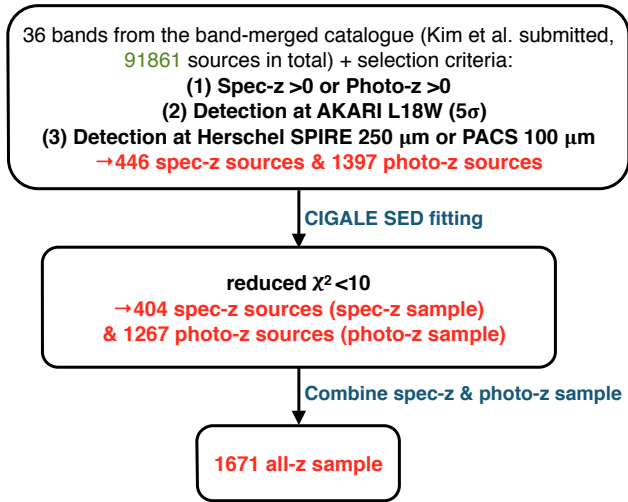 36 bands from the band-merged catalogue (Kim et al. submitted,
91861 sources in total) + selection criteria:
(1) Spec-z >0 or Photo-z >0
(2) Detection at AKARI L18W (5σ)
(3) Detection at Herschel SPIRE 250 μm or PACS 100 μm
→446 spec-z sources & 1397 photo-z sources
CIGALE SED fitting
reduced χ² <10
→404 spec-z sources (spec-z sample)
& 1267 photo-z sources (photo-z sample)
Combine spec-z & photo-z sample
1671 all-z sample